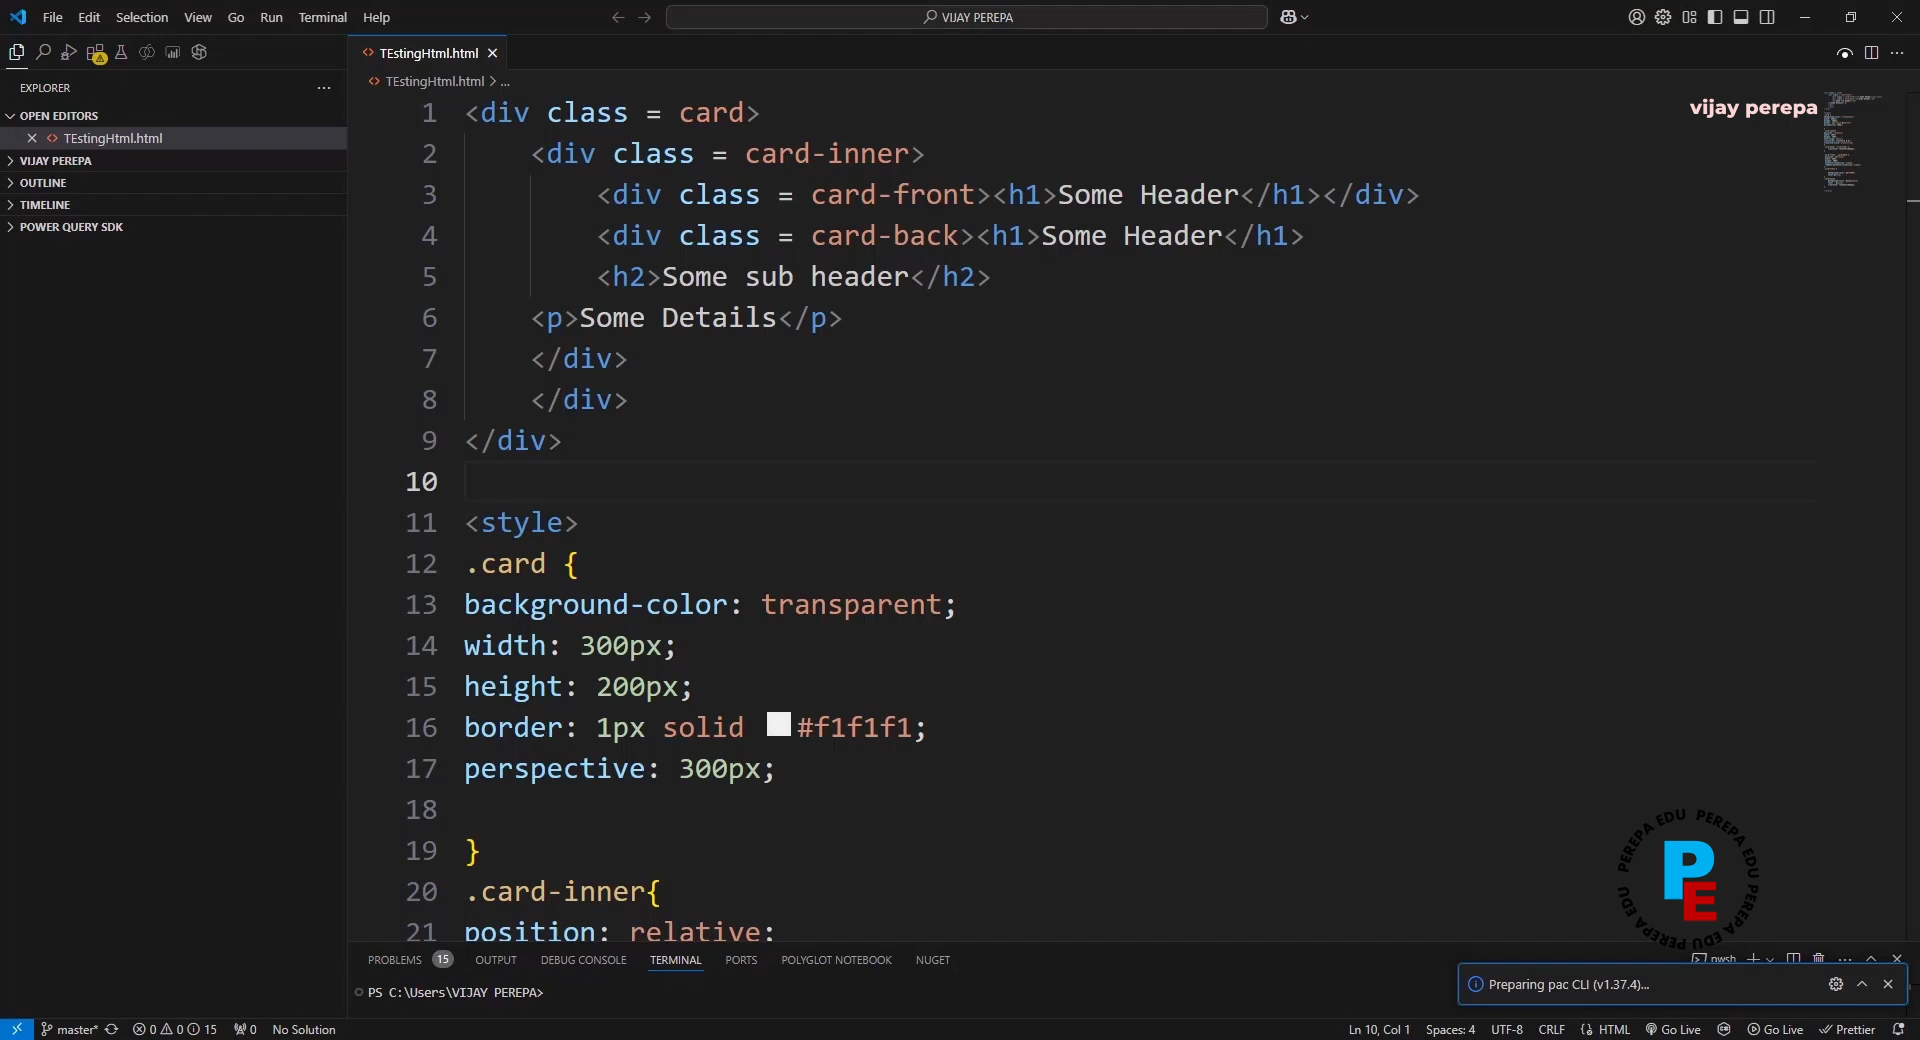 File Edit Selection View Go Run Terminal Help
VIJAY PEREPA
EXPLORER
OPEN EDITORS
TEstingHtml.html
VIJAY PEREPA
OUTLINE
TIMELINE
POWER QUERY SDK
TEstingHtml.html
TEstingHtml.html > ...
vijay perepa
1 <div class = card>
2 <div class = card-inner>
3 <div class = card-front><h1>Some Header</h1></div>
4 <div class = card-back><h1>Some Header</h1>
5 <h2>Some sub header</h2>
6 <p>Some Details</p>
7 </div>
8 </div>
9 </div>
10
11 <style>
12 .card {
13 background-color: transparent;
14 width: 300px;
15 height: 200px;
16 border: 1px solid #f1f1f1;
17 perspective: 300px;
18
19 }
20 .card-inner{
21 position: relative;
PEREPA EDU PEREPA EDU PEREPA EDU PEREPA EDU
PE
PROBLEMS 15 OUTPUT DEBUG CONSOLE TERMINAL PORTS POLYGLOT NOTEBOOK NUGET
pwsh
PS C:\Users\VIJAY PEREPA>
Preparing pac CLI (v1.37.4)...
master* 0 0 15 0 No Solution
Ln 10, Col 1 Spaces: 4 UTF-8 CRLF HTML Go Live Go Live Prettier